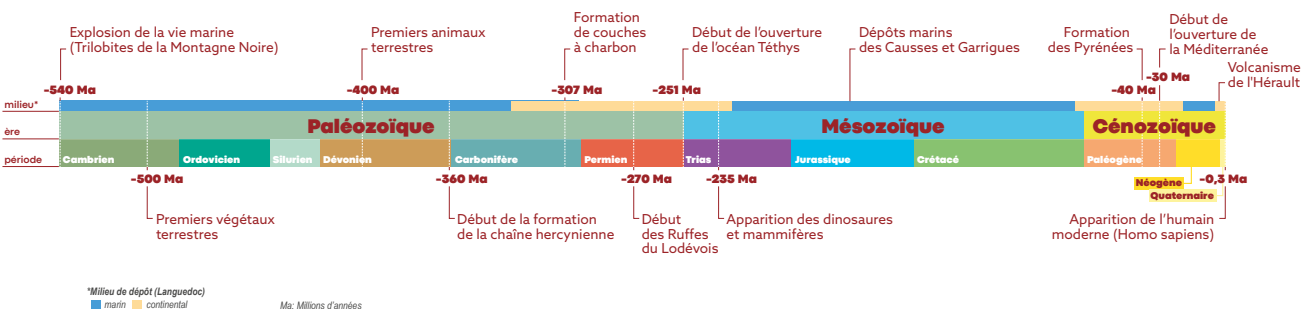 Explosion de la vie marine
(Trilobites de la Montagne Noire)
Premiers animaux
terrestres
Formation
de couches
à charbon
Début de l'ouverture
de l'océan Téthys
Dépôts marins
des Causses et Garrigues
Formation
des Pyrénées
Début de
l'ouverture de
la Méditerranée
Volcanisme
de l'Hérault
-540 Ma
-400 Ma
-307 Ma
-251 Ma
-40 Ma
-30 Ma
milieu*
ère
Paléozoïque
Mésozoïque
Cénozoïque
période
Cambrien
Ordovicien
Silurien
Dévonien
Carbonifère
Permien
Trias
Jurassique
Crétacé
Paléogène
Néogène
Quaternaire
-500 Ma
-360 Ma
-270 Ma
-235 Ma
-0,3 Ma
Premiers végétaux
terrestres
Début de la formation
de la chaîne hercynienne
Début
des Ruffes
du Lodévois
Apparition des dinosaures
et mammifères
Apparition de l'humain
moderne (Homo sapiens)
*Milieu de dépôt (Languedoc)
marin continental
Ma: Millions d'années